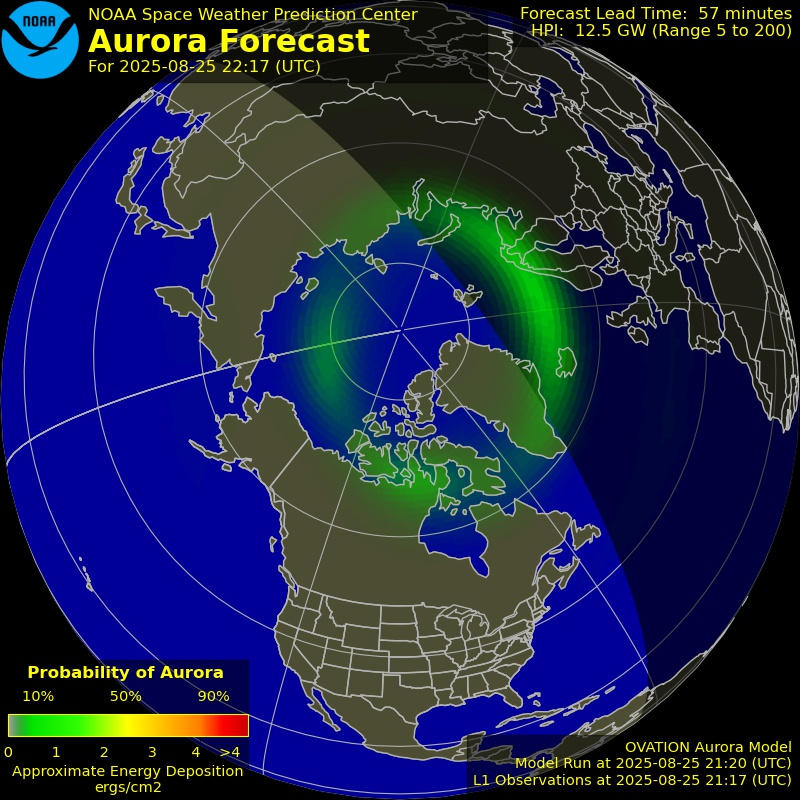 NOAA
NOAA Space Weather Prediction Center
Aurora Forecast
For 2025-08-25 22:17 (UTC)
Forecast Lead Time: 57 minutes
HPI: 12.5 GW (Range 5 to 200)
Probability of Aurora
10% 50% 90%
0 1 2 3 4 >4
Approximate Energy Deposition
ergs/cm2
OVATION Aurora Model
Model Run at 2025-08-25 21:20 (UTC)
L1 Observations at 2025-08-25 21:17 (UTC)